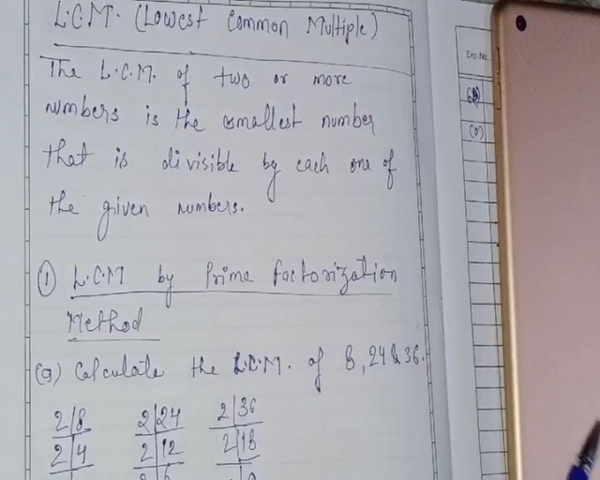 L.C.M. (Lowest Common Multiple)
The L.C.M. of two or more
numbers is the smallest number
that is divisible by each one of
the given numbers.
① L.C.M by Prime factorization
Method
(a) Calculate the L.C.M. of 8, 24 & 36.
2|8 2|24 2|36
2|4 2|12 2|18
Exp. No.